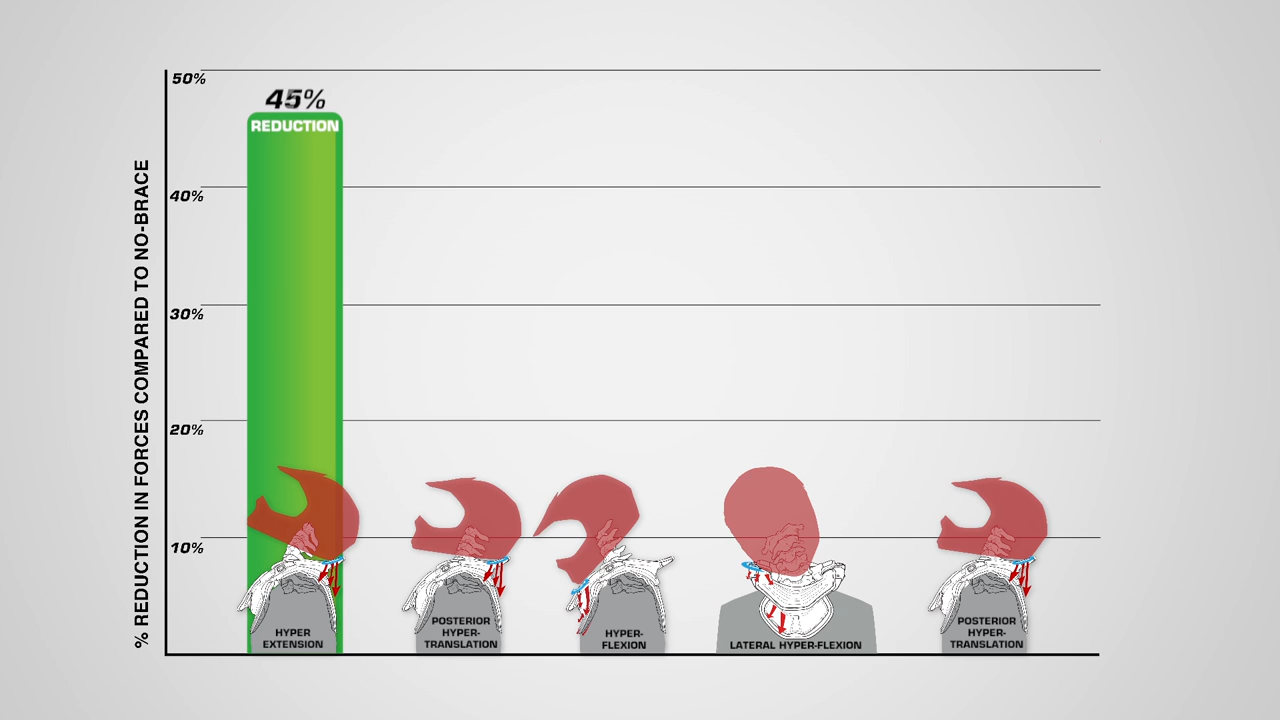 50%
45%
REDUCTION
40%
30%
20%
10%
% REDUCTION IN FORCES COMPARED TO NO-BRACE
HYPER
EXTENSION
POSTERIOR
HYPER-
TRANSLATION
HYPER-
FLEXION
LATERAL HYPER-FLEXION
POSTERIOR
HYPER-
TRANSLATION